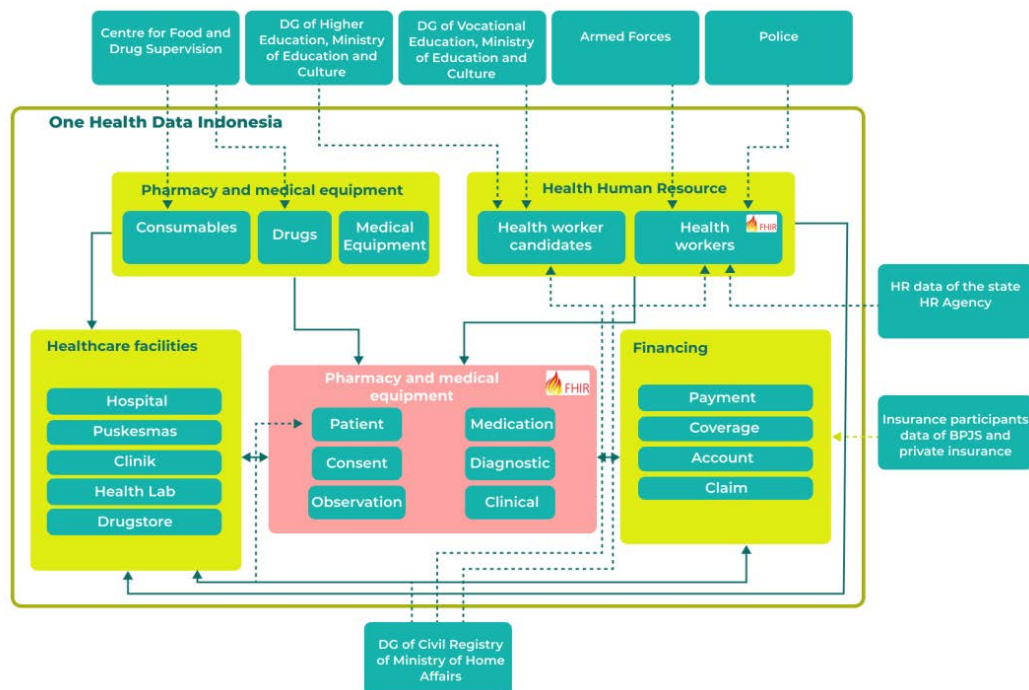 Centre for Food and
Drug Supervision
DG of Higher
Education, Ministry
of Education and
Culture
DG of Vocational
Education, Ministry
of Education and
Culture
Armed Forces
Police
One Health Data Indonesia
Pharmacy and medical equipment
Consumables
Drugs
Medical
Equipment
Health Human Resource
Health worker
candidates
Health
workers
FHIR
HR data of the state
HR Agency
Healthcare facilities
Hospital
Puskesmas
Clinik
Health Lab
Drugstore
Pharmacy and medical
equipment
FHIR
Patient
Medication
Consent
Diagnostic
Observation
Clinical
Financing
Payment
Coverage
Account
Claim
Insurance participants
data of BPJS and
private insurance
DG of Civil Registry
of Ministry of Home
Affairs